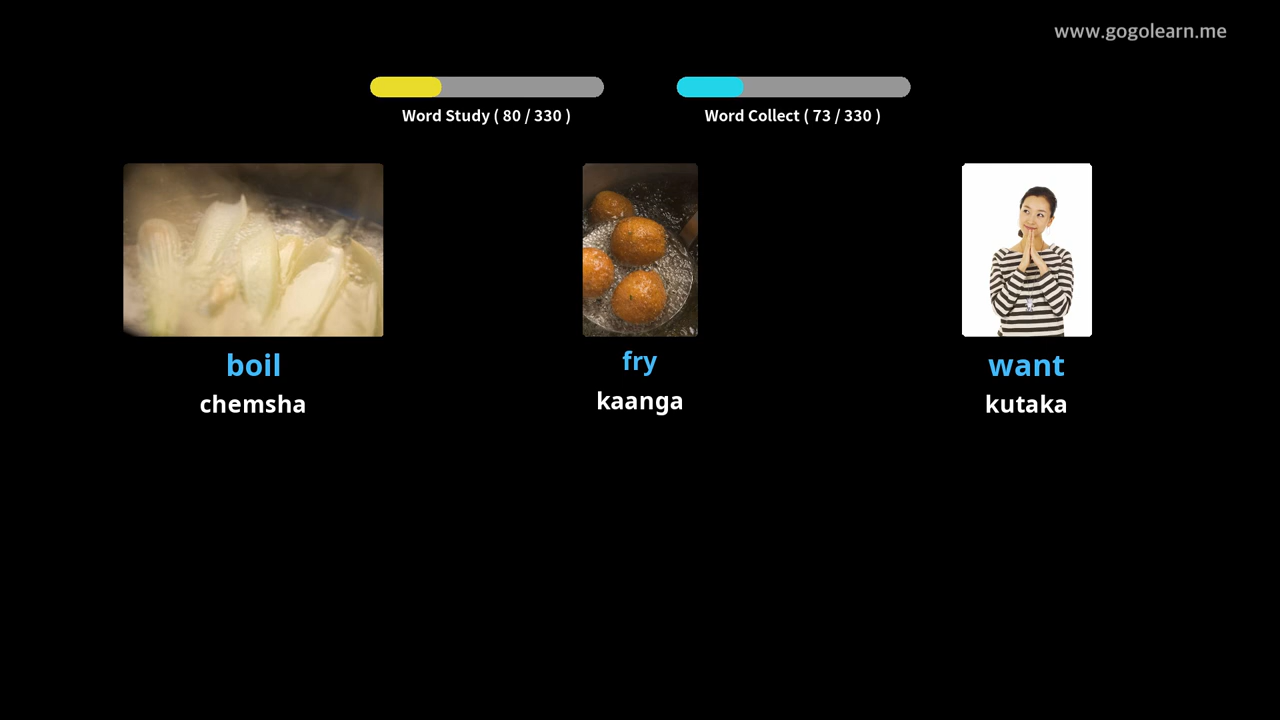 www.gogolearn.me
Word Study ( 80 / 330 )
Word Collect ( 73 / 330 )
boil
chemsha
fry
kaanga
want
kutaka